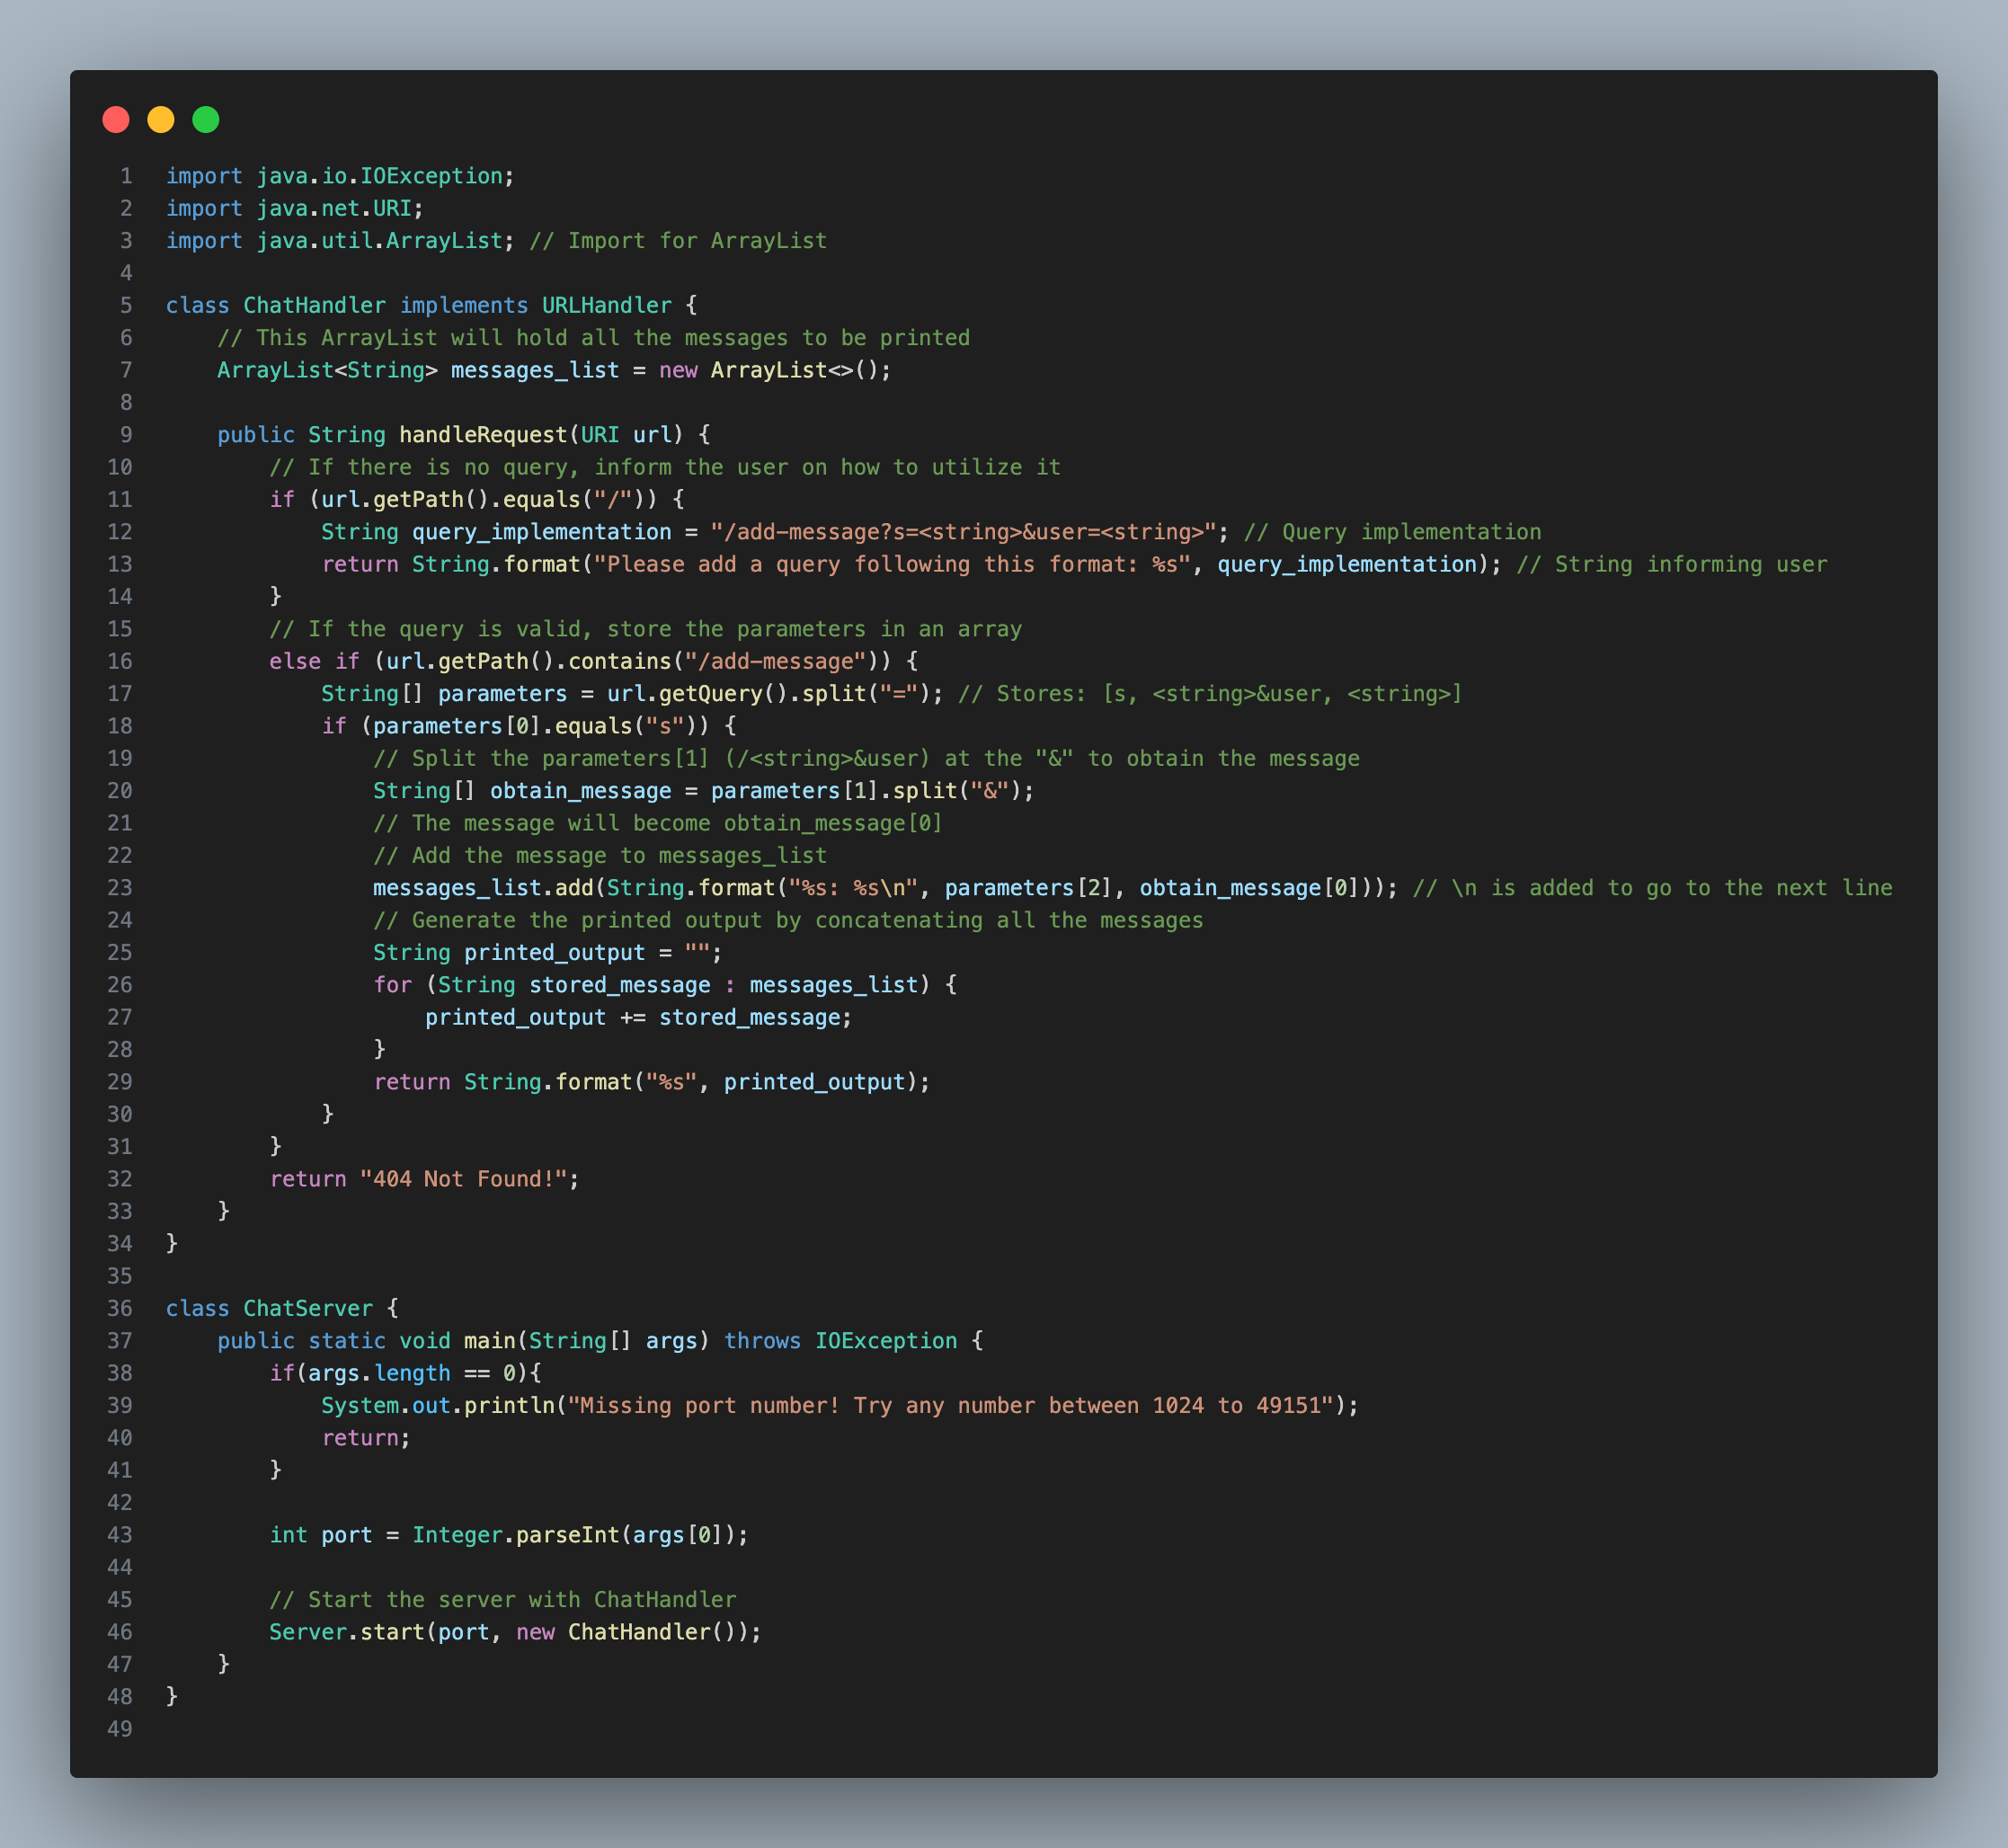 1 import java.io.IOException;
2 import java.net.URI;
3 import java.util.ArrayList; // Import for ArrayList
4
5 class ChatHandler implements URLHandler {
6     // This ArrayList will hold all the messages to be printed
7     ArrayList<String> messages_list = new ArrayList<>();
8
9     public String handleRequest(URI url) {
10         // If there is no query, inform the user on how to utilize it
11         if (url.getPath().equals("/")) {
12             String query_implementation = "/add-message?s=<string>&user=<string>"; // Query implementation
13             return String.format("Please add a query following this format: %s", query_implementation); // String informing user
14         }
15         // If the query is valid, store the parameters in an array
16         else if (url.getPath().contains("/add-message")) {
17             String[] parameters = url.getQuery().split("="); // Stores: [s, <string>&user, <string>]
18             if (parameters[0].equals("s")) {
19                 // Split the parameters[1] (/<string>&user) at the "&" to obtain the message
20                 String[] obtain_message = parameters[1].split("&");
21                 // The message will become obtain_message[0]
22                 // Add the message to messages_list
23                 messages_list.add(String.format("%s: %s\n", parameters[2], obtain_message[0])); // \n is added to go to the next line
24                 // Generate the printed output by concatenating all the messages
25                 String printed_output = "";
26                 for (String stored_message : messages_list) {
27                     printed_output += stored_message;
28                 }
29                 return String.format("%s", printed_output);
30             }
31         }
32         return "404 Not Found!";
33     }
34 }
35
36 class ChatServer {
37     public static void main(String[] args) throws IOException {
38         if(args.length == 0){
39             System.out.println("Missing port number! Try any number between 1024 to 49151");
40             return;
41         }
42
43         int port = Integer.parseInt(args[0]);
44
45         // Start the server with ChatHandler
46         Server.start(port, new ChatHandler());
47     }
48 }
49